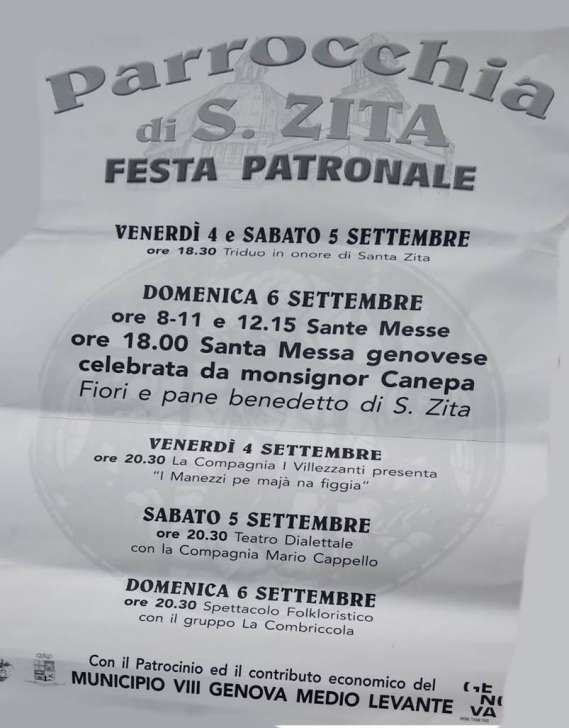 Parrocchia
di S. ZITA
FESTA PATRONALE
VENERDÌ 4 e SABATO 5 SETTEMBRE
ore 18.30 Triduo in onore di Santa Zita
DOMENICA 6 SETTEMBRE
ore 8-11 e 12.15 Sante Messe
ore 18.00 Santa Messa genovese
celebrata da monsignor Canepa
Fiori e pane benedetto di S. Zita
VENERDÌ 4 SETTEMBRE
ore 20.30 La Compagnia I Villezzanti presenta
“I Manezzi pe majà na figgia”
SABATO 5 SETTEMBRE
ore 20.30 Teatro Dialettale
con la Compagnia Mario Cappello
DOMENICA 6 SETTEMBRE
ore 20.30 Spettacolo Folkloristico
con il gruppo La Combriccola
Con il Patrocinio ed il contributo economico del
MUNICIPIO VIII GENOVA MEDIO LEVANTE
GE
NO
VA